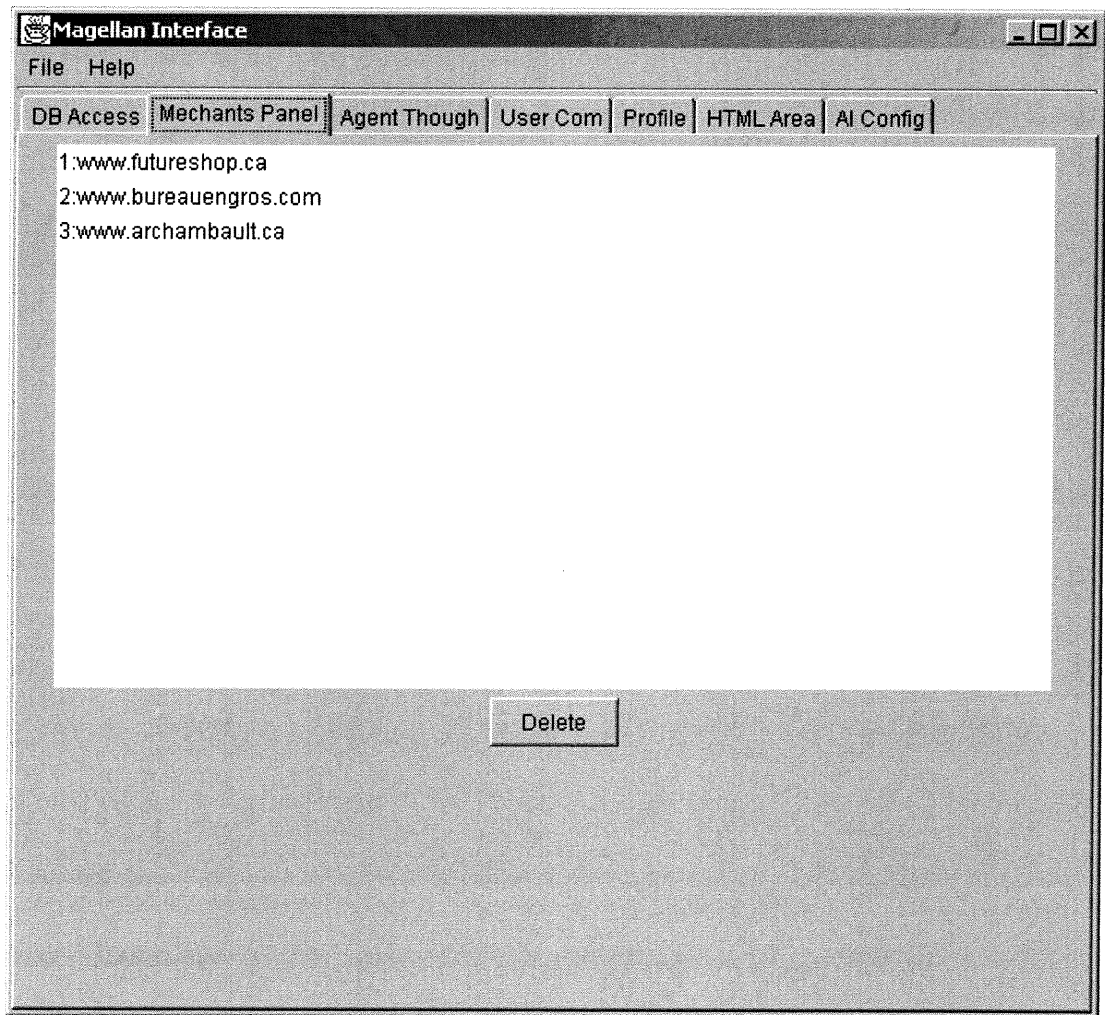 Magellan Interface
File Help
DB Access Mechants Panel Agent Though User Com Profile HTML Area AI Config
1:www.futureshop.ca
2:www.bureauengros.com
3:www.archambault.ca
Delete